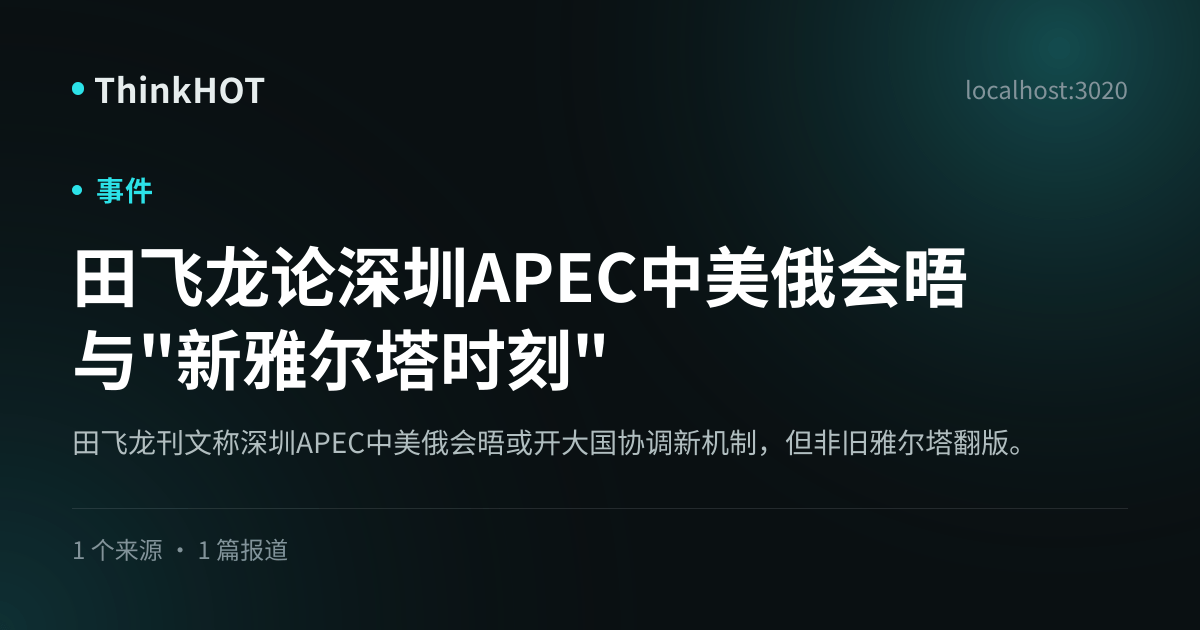 ThinkHOT
localhost:3020
事件
田飞龙论深圳APEC中美俄会晤
与"新雅尔塔时刻"
田飞龙刊文称深圳APEC中美俄会晤或开大国协调新机制，但非旧雅尔塔翻版。
1 个来源 · 1 篇报道